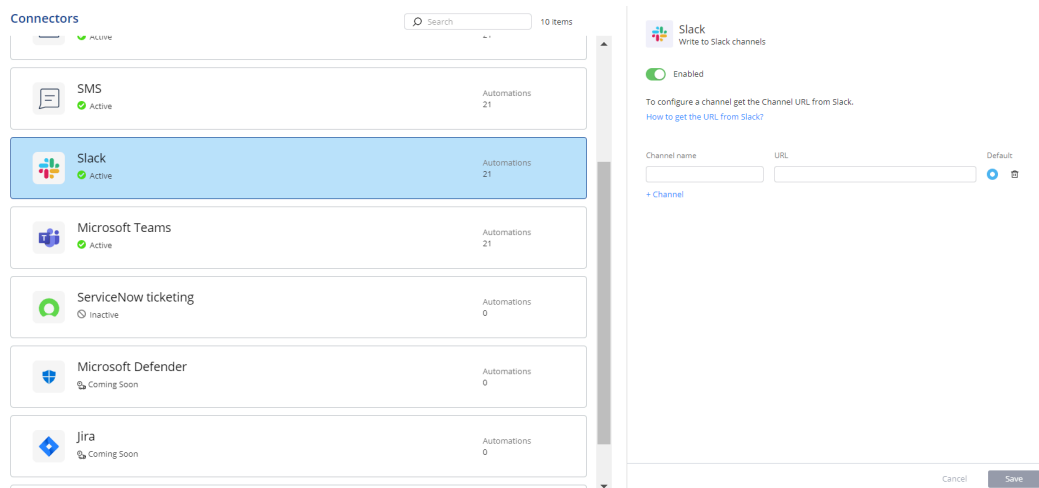 Connectors
Search
10 items
Active
21
SMS
Active
Automations
21
Slack
Active
Automations
21
Microsoft Teams
Active
Automations
21
ServiceNow ticketing
Inactive
Automations
0
Microsoft Defender
Coming Soon
Automations
0
Jira
Coming Soon
Automations
0
Slack
Write to Slack channels
Enabled
To configure a channel get the Channel URL from Slack.
How to get the URL from Slack?
Channel name URL Default
+ Channel
Cancel Save